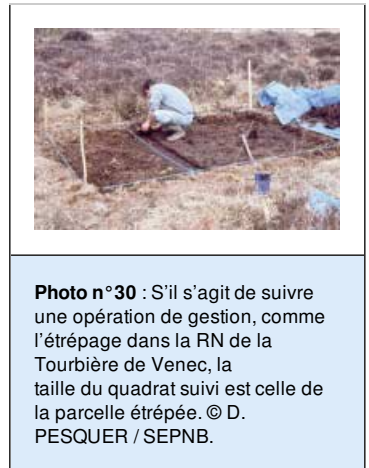 Photo n°30 : S'il s'agit de suivre
une opération de gestion, comme
l'étrépage dans la RN de la
Tourbière de Venec, la
taille du quadrat suivi est celle de
la parcelle étrépée. © D.
PESQUER / SEPNB.